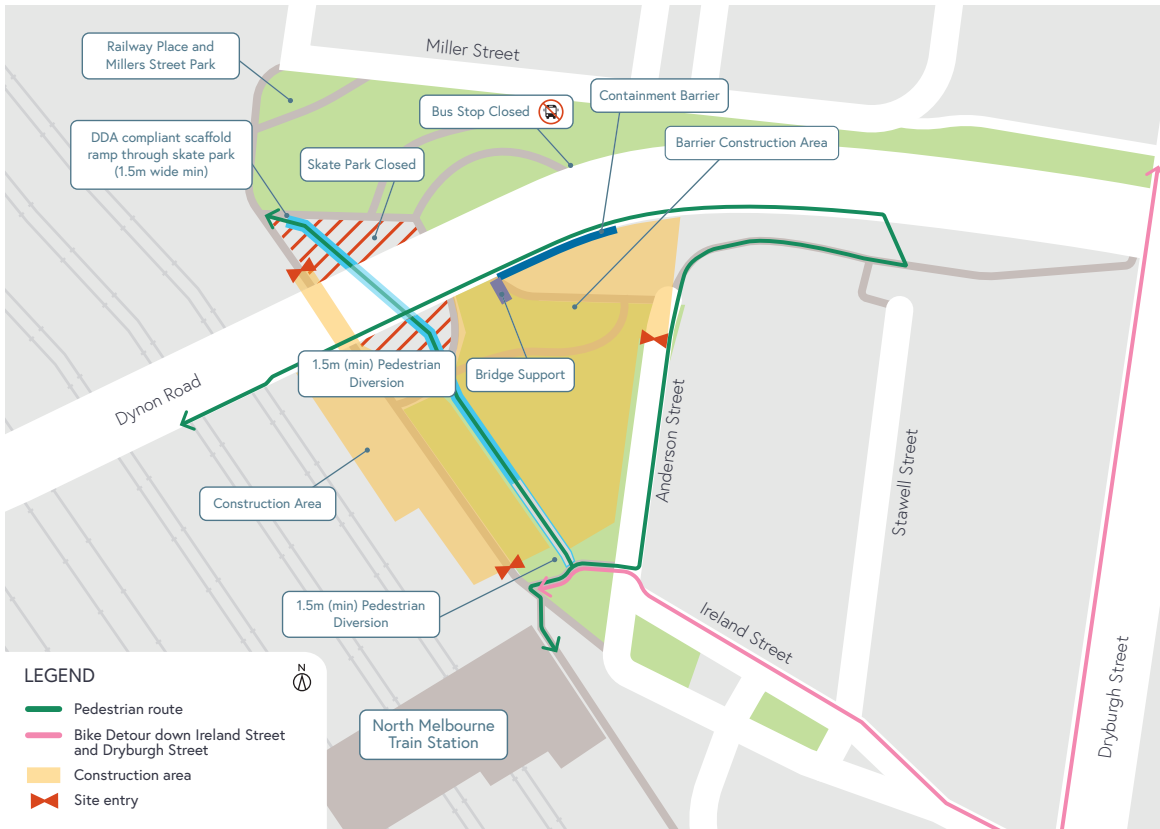 Miller Street
Railway Place and
Millers Street Park
Containment Barrier
Bus Stop Closed
Barrier Construction Area
DDA compliant scaffold
ramp through skate park
(1.5m wide min)
Skate Park Closed
1.5m (min) Pedestrian
Diversion
Bridge Support
Dynon Road
Anderson Street
Stawell Street
Construction Area
1.5m (min) Pedestrian
Diversion
Ireland Street
Dryburgh Street
North Melbourne
Train Station
LEGEND
N
Pedestrian route
Bike Detour down Ireland Street
and Dryburgh Street
Construction area
Site entry